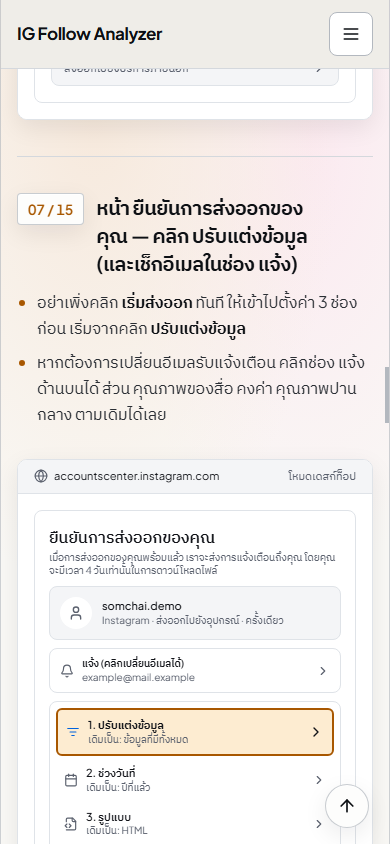 IG Follow Analyzer
07 / 15
หน้า ยืนยันการส่งออกของ
คุณ — คลิก ปรับแต่งข้อมูล
(และเช็กอีเมลในช่อง แจ้ง)
อย่าเพิ่งคลิก เริ่มส่งออก ทันที ให้เข้าไปตั้งค่า 3 ช่อง
ก่อน เริ่มจากคลิก ปรับแต่งข้อมูล
หากต้องการเปลี่ยนอีเมลรับแจ้งเตือน คลิกช่อง แจ้ง
ด้านบนได้ ส่วน คุณภาพของสื่อ คงค่า คุณภาพปาน
กลาง ตามเดิมได้เลย
accountscenter.instagram.com
โหมดเดสก์ท็อป
ยืนยันการส่งออกของคุณ
เมื่อการส่งออกของคุณพร้อมแล้ว เราจะส่งการแจ้งเตือนถึงคุณ โดยคุณ
จะมีเวลา 4 วันเท่านั้นในการดาวน์โหลดไฟล์
somchai.demo
Instagram · ส่งออกไปยังอุปกรณ์ · ครั้งเดียว
แจ้ง (คลิกเปลี่ยนอีเมลได้)
example@mail.example
1. ปรับแต่งข้อมูล
เดิมเป็น: ข้อมูลที่มีทั้งหมด
2. ช่วงวันที่
เดิมเป็น: ปีที่แล้ว
3. รูปแบบ
เดิมเป็น: HTML